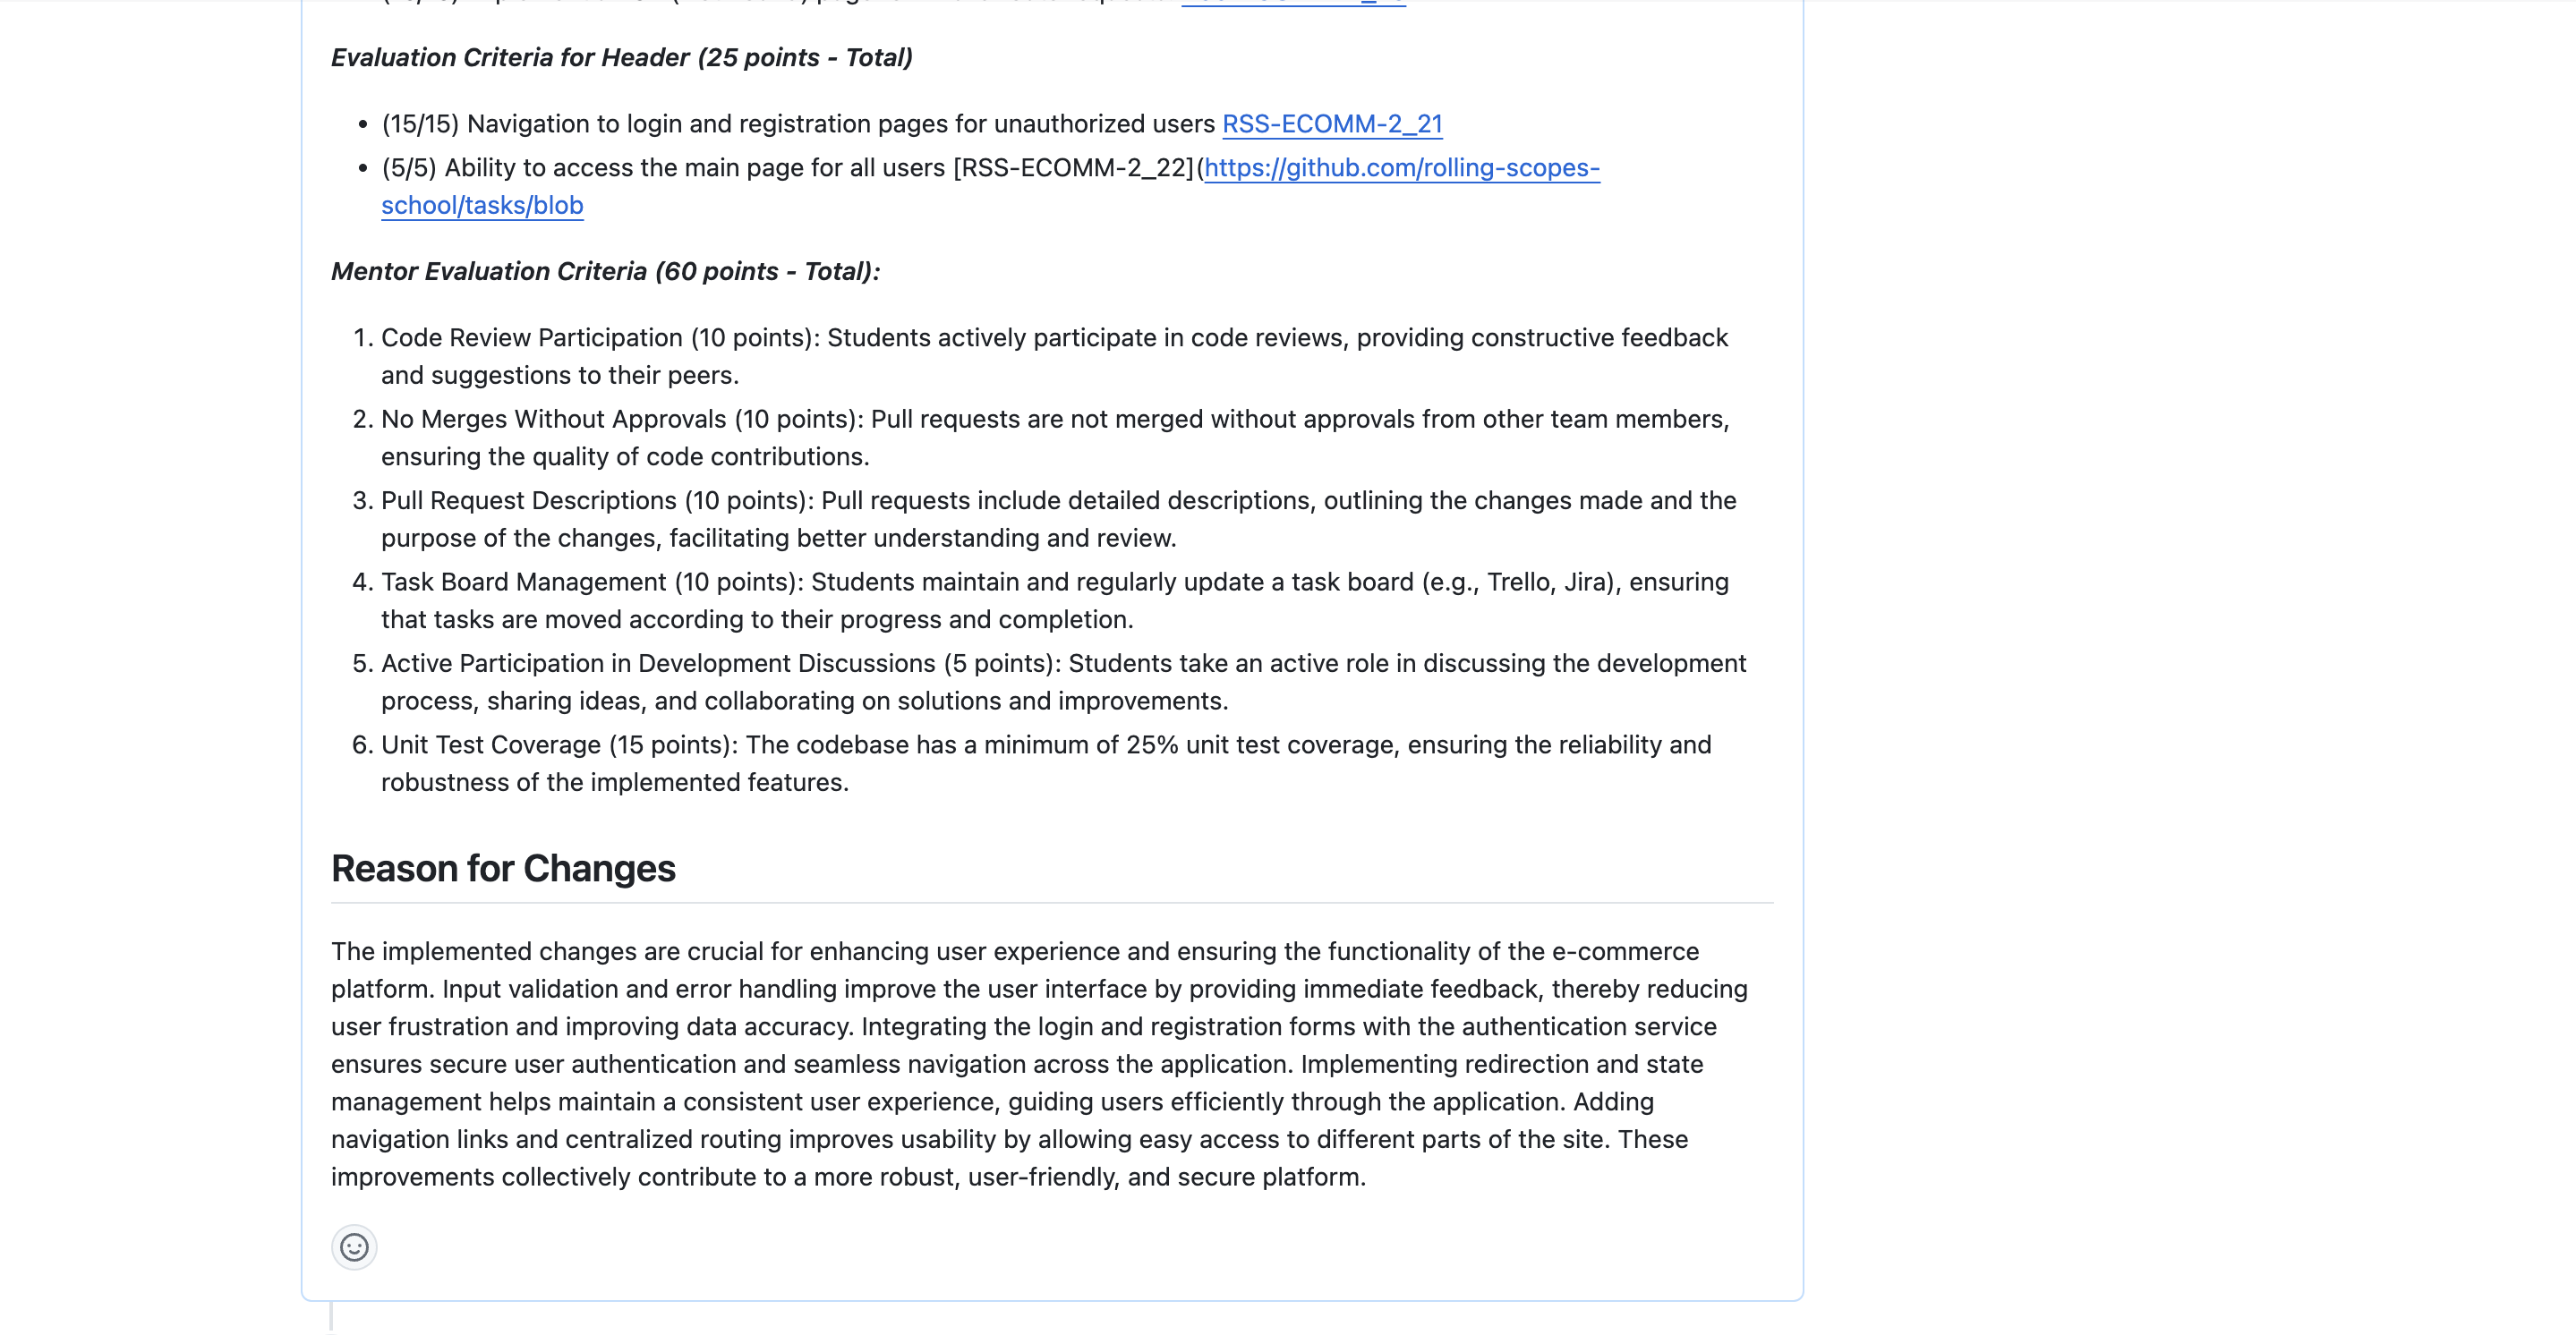 Evaluation Criteria for Header (25 points - Total)
• (15/15) Navigation to login and registration pages for unauthorized users RSS-ECOMM-2_21
• (5/5) Ability to access the main page for all users [RSS-ECOMM-2_22](https://github.com/rolling-scopes-
school/tasks/blob
Mentor Evaluation Criteria (60 points - Total):
1. Code Review Participation (10 points): Students actively participate in code reviews, providing constructive feedback
and suggestions to their peers.
2. No Merges Without Approvals (10 points): Pull requests are not merged without approvals from other team members,
ensuring the quality of code contributions.
3. Pull Request Descriptions (10 points): Pull requests include detailed descriptions, outlining the changes made and the
purpose of the changes, facilitating better understanding and review.
4. Task Board Management (10 points): Students maintain and regularly update a task board (e.g., Trello, Jira), ensuring
that tasks are moved according to their progress and completion.
5. Active Participation in Development Discussions (5 points): Students take an active role in discussing the development
process, sharing ideas, and collaborating on solutions and improvements.
6. Unit Test Coverage (15 points): The codebase has a minimum of 25% unit test coverage, ensuring the reliability and
robustness of the implemented features.
Reason for Changes
The implemented changes are crucial for enhancing user experience and ensuring the functionality of the e-commerce
platform. Input validation and error handling improve the user interface by providing immediate feedback, thereby reducing
user frustration and improving data accuracy. Integrating the login and registration forms with the authentication service
ensures secure user authentication and seamless navigation across the application. Implementing redirection and state
management helps maintain a consistent user experience, guiding users efficiently through the application. Adding
navigation links and centralized routing improves usability by allowing easy access to different parts of the site. These
improvements collectively contribute to a more robust, user-friendly, and secure platform.